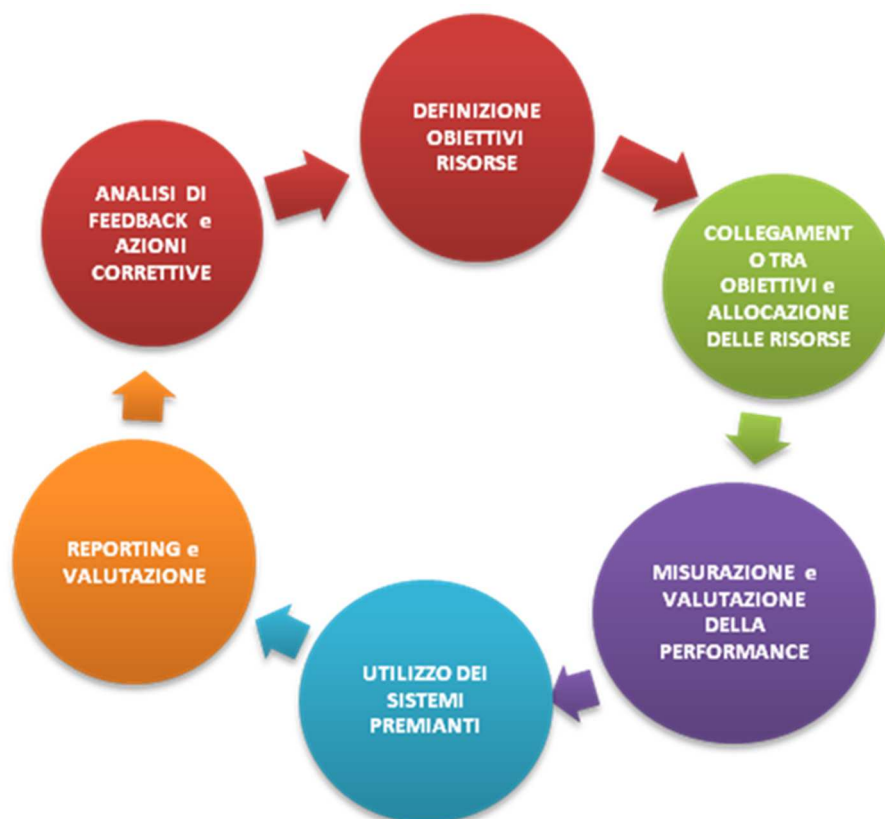 DEFINIZIONE
OBIETTIVI
RISORSE
COLLEGAMENT
O TRA
OBIETTIVI e
ALLOCAZIONE
DELLE RISORSE
MISURAZIONE e
VALUTAZIONE
DELLA
PERFORMANCE
UTILIZZO DEI
SISTEMI
PREMIANTI
REPORTING e
VALUTAZIONE
ANALISI DI
FEEDBACK e
AZIONI
CORRETTIVE